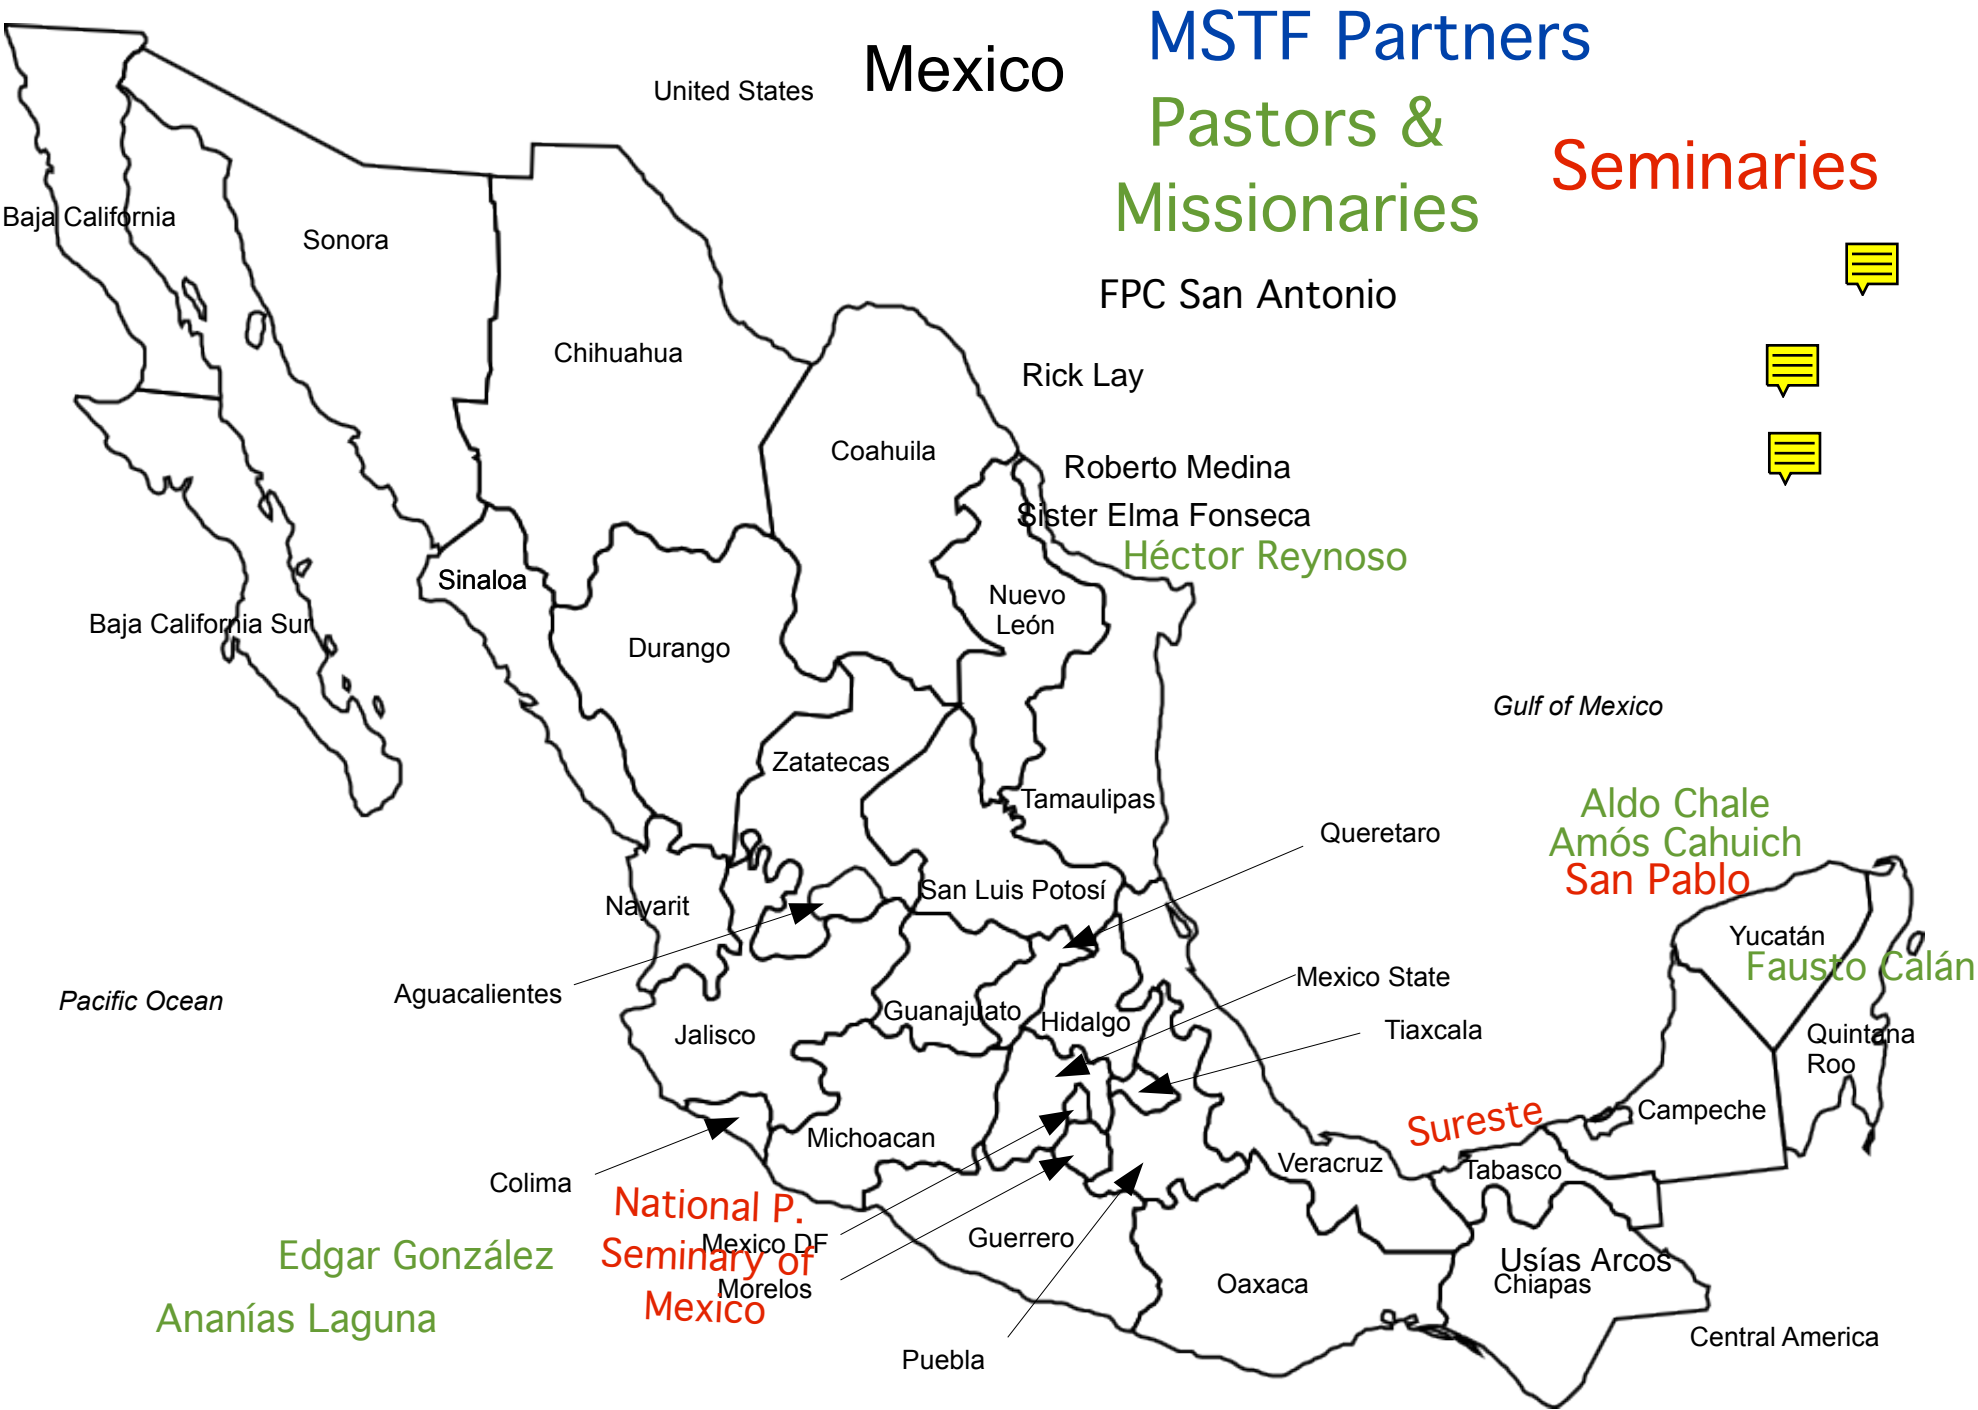 MSTF Partners
Mexico
United States
Pastors &
Missionaries
Seminaries
Baja California
Sonora
FPC San Antonio
Chihuahua
Rick Lay
Coahuila
Roberto Medina
Sister Elma Fonseca
Héctor Reynoso
Sinaloa
Nuevo
León
Baja California Sur
Durango
Gulf of Mexico
Zatatecas
Tamaulipas
Aldo Chale
Queretaro
Amós Cahuich
San Pablo
San Luis Potosí
Nayarit
Yucatán
Fausto Calán
Mexico State
Aguacalientes
Pacific Ocean
Guanajuato
Hidalgo
Tiaxcala
Jalisco
Quintana
Roo
Campeche
Sureste
Michoacan
Veracruz
Tabasco
Colima
National P.
Seminary of
Mexico
Mexico DF
Morelos
Guerrero
Edgar González
Usías Arcos
Chiapas
Oaxaca
Ananías Laguna
Central America
Puebla